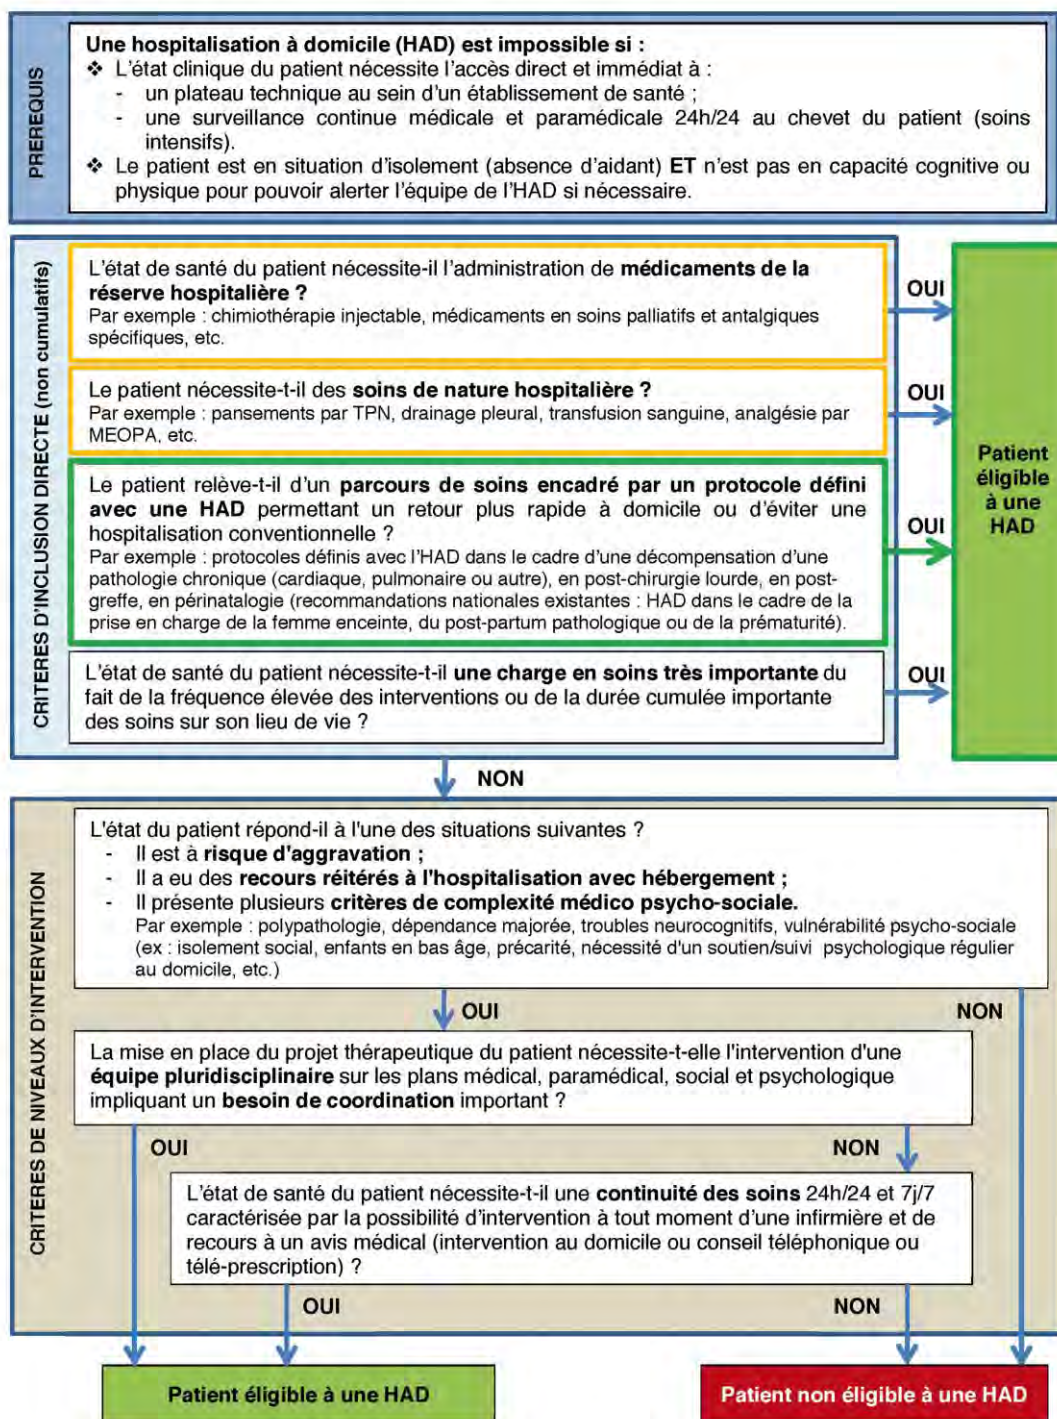 PREREQUIS
Une hospitalisation à domicile (HAD) est impossible si :
❖ L'état clinique du patient nécessite l'accès direct et immédiat à :
- un plateau technique au sein d'un établissement de santé ;
- une surveillance continue médicale et paramédicale 24h/24 au chevet du patient (soins
intensifs).
❖ Le patient est en situation d'isolement (absence d'aidant) ET n'est pas en capacité cognitive ou
physique pour pouvoir alerter l'équipe de l'HAD si nécessaire.
CRITERES D'INCLUSION DIRECTE (non cumulatifs)
L'état de santé du patient nécessite-t-il l'administration de médicaments de la
réserve hospitalière ?
Par exemple : chimiothérapie injectable, médicaments en soins palliatifs et antalgiques
spécifiques, etc.
OUI
Le patient nécessite-t-il des soins de nature hospitalière ?
Par exemple : pansements par TPN, drainage pleural, transfusion sanguine, analgésie par
MEOPA, etc.
OUI
Le patient relève-t-il d'un parcours de soins encadré par un protocole défini
avec une HAD permettant un retour plus rapide à domicile ou d'éviter une
hospitalisation conventionnelle ?
Par exemple : protocoles définis avec l'HAD dans le cadre d'une décompensation d'une
pathologie chronique (cardiaque, pulmonaire ou autre), en post-chirurgie lourde, en post-
greffe, en périnatalogie (recommandations nationales existantes : HAD dans le cadre de la
prise en charge de la femme enceinte, du post-partum pathologique ou de la prématurité).
OUI
L'état de santé du patient nécessite-t-il une charge en soins très importante du
fait de la fréquence élevée des interventions ou de la durée cumulée importante
des soins sur son lieu de vie ?
OUI
Patient
éligible
à une
HAD
NON
CRITERES DE NIVEAUX D'INTERVENTION
L'état du patient répond-il à l'une des situations suivantes ?
- Il est à risque d'aggravation ;
- Il a eu des recours réitérés à l'hospitalisation avec hébergement ;
- Il présente plusieurs critères de complexité médico psycho-sociale.
Par exemple : polypathologie, dépendance majorée, troubles neurocognitifs, vulnérabilité psycho-sociale
(ex : isolement social, enfants en bas âge, précarité, nécessité d'un soutien/suivi psychologique régulier
au domicile, etc.)
OUI
NON
La mise en place du projet thérapeutique du patient nécessite-t-elle l'intervention d'une
équipe pluridisciplinaire sur les plans médical, paramédical, social et psychologique
impliquant un besoin de coordination important ?
OUI
NON
L'état de santé du patient nécessite-t-il une continuité des soins 24h/24 et 7j/7
caractérisée par la possibilité d'intervention à tout moment d'une infirmière et de
recours à un avis médical (intervention au domicile ou conseil téléphonique ou
télé-prescription) ?
OUI
NON
Patient éligible à une HAD
Patient non éligible à une HAD